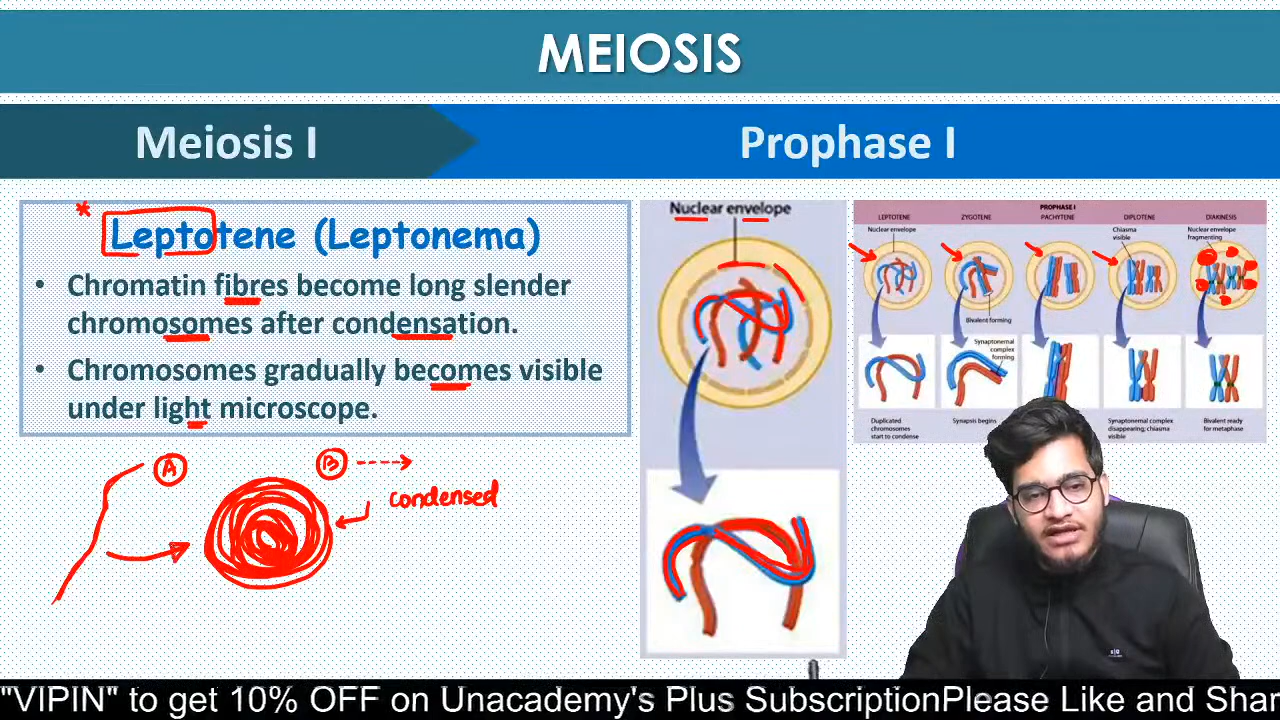 MEIOSIS
Meiosis I
Prophase I
* Leptotene (Leptonema)
• Chromatin fibres become long slender
chromosomes after condensation.
• Chromosomes gradually becomes visible
under light microscope.
A
B
condensed
Nuclear envelope
PROPHASE I
LEPTOTENE
ZYGOTENE
PACHYTENE
DIPLOTENE
DIAKINESIS
Nuclear envelope
Chiasma
visible
Nuclear envelope
fragmenting
Bivalent forming
Synaptonemal
complex
forming
Duplicated
chromosomes
start to condense
Synapsis begins
Synaptonemal complex
disappearing; chiasma
visible
Bivalent ready
for metaphase
"VIPIN" to get 10% OFF on Unacademy's Plus SubscriptionPlease Like and Shar